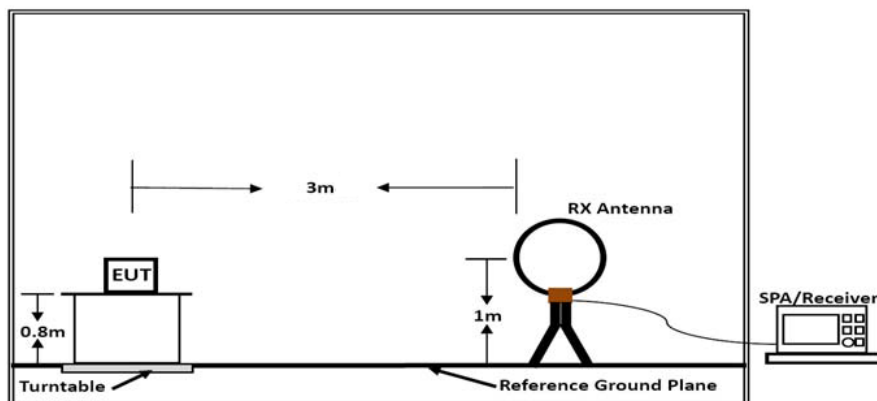 3m
RX Antenna
EUT
SPA/Receiver
0.8m
1m
Turntable
Reference Ground Plane